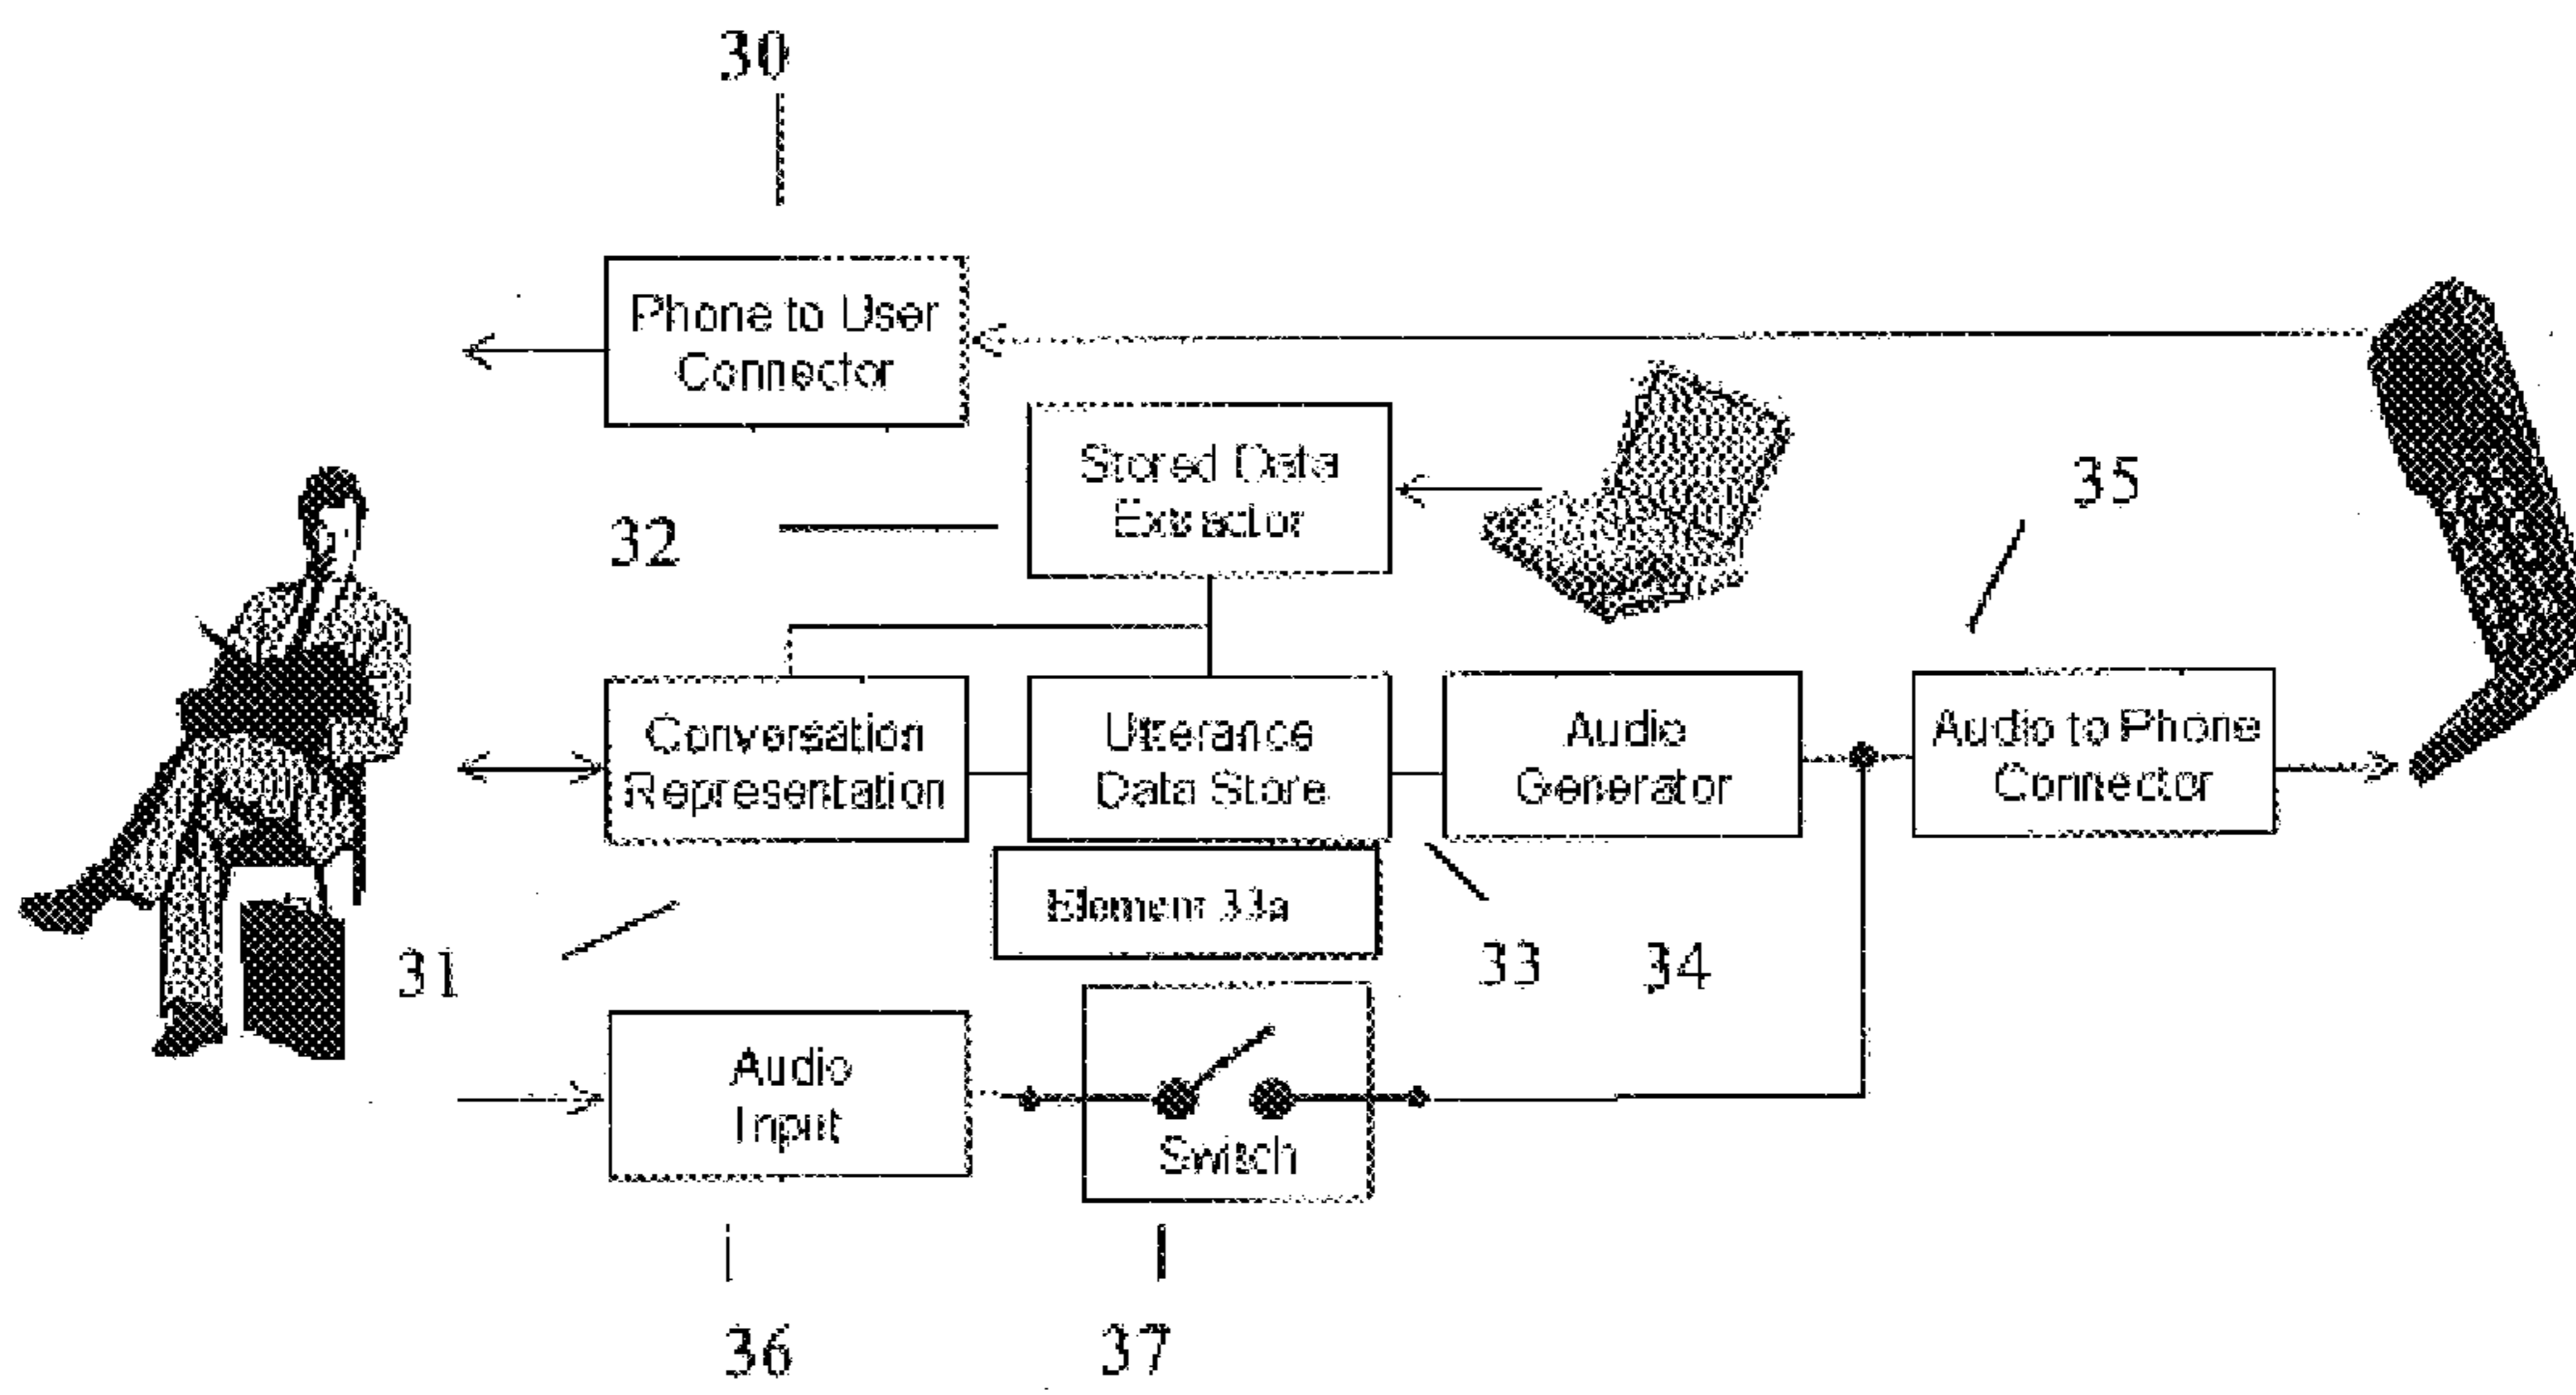 30
Phone to User
Connector
Stored Data
Extractor
32
35
Conversation
Representation
Utterance
Data Store
Audio
Generator
Audio to Phone
Connector
Element 33a
31
33
34
Audio
Input
Switch
36
37